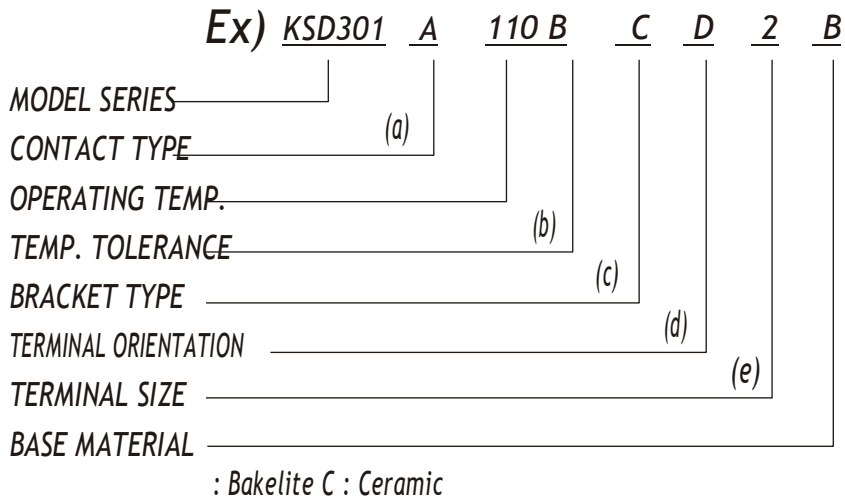 Ex) KSD301 A 110 B C D 2 B
MODEL SERIES
(a)
CONTACT TYPE
OPERATING TEMP.
(b)
TEMP. TOLERANCE
(c)
BRACKET TYPE
(d)
TERMINAL ORIENTATION
(e)
TERMINAL SIZE
BASE MATERIAL
: Bakelite C : Ceramic